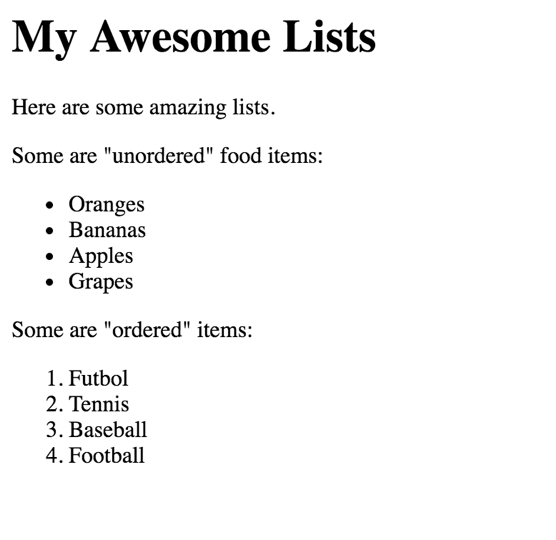 My Awesome Lists
Here are some amazing lists.
Some are "unordered" food items:
• Oranges
• Bananas
• Apples
• Grapes
Some are "ordered" items:
1. Futbol
2. Tennis
3. Baseball
4. Football